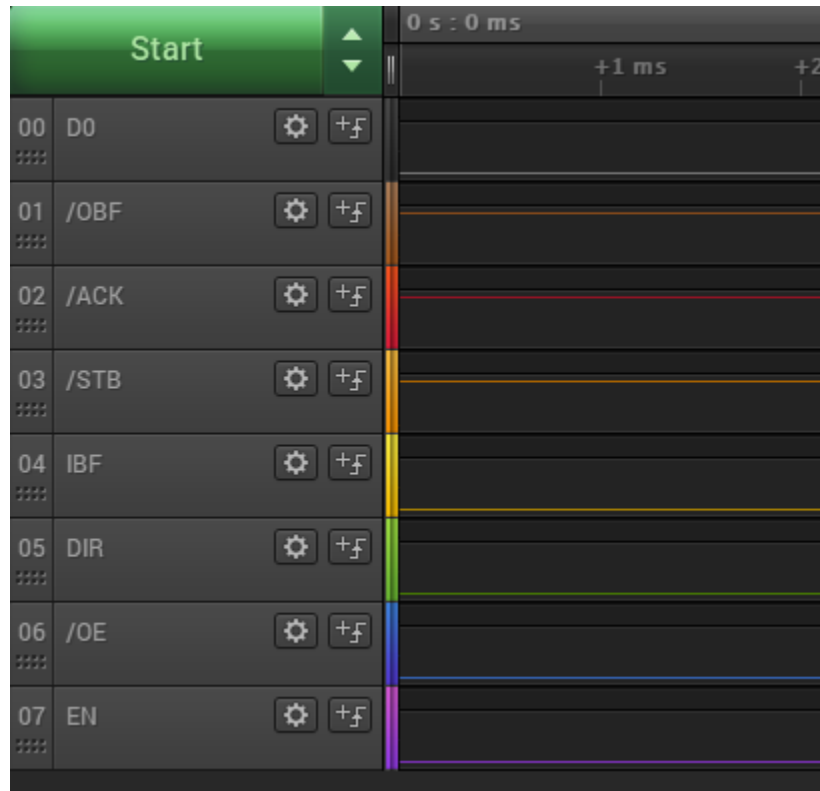 Start
0 s : 0 ms
+1 ms
+2
00 D0
01 /OBF
02 /ACK
03 /STB
04 IBF
05 DIR
06 /OE
07 EN